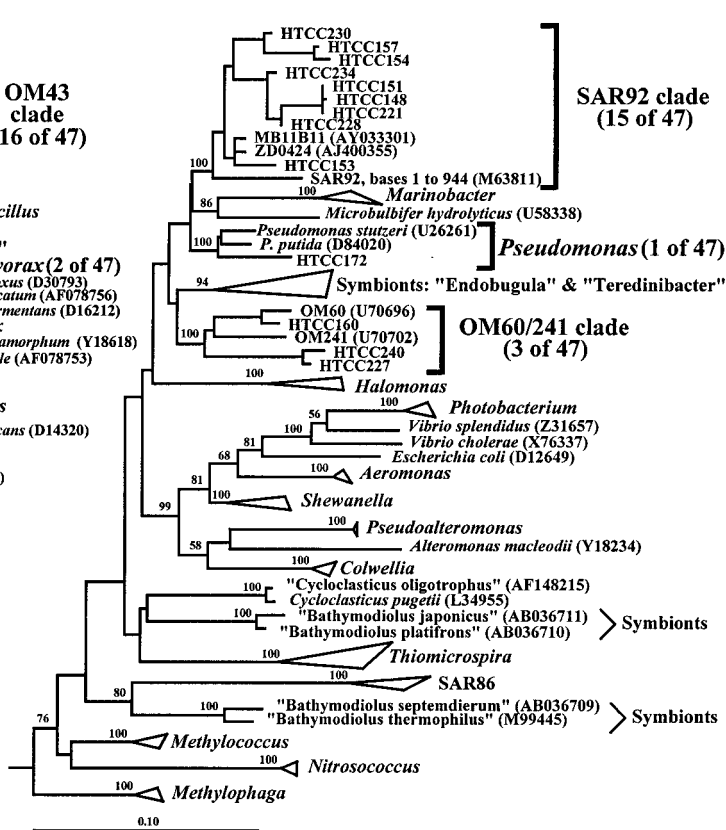 OM43
clade
16 of 47)
cillus
"
vorax (2 of 47)
xus (D30793)
catum (AF078756)
rmentans (D16212)
amorphum (Y18618)
le (AF078753)
s
cans (D14320)
)
HTCC230
HTCC157
HTCC154
HTCC234
HTCC151
HTCC148
HTCC221
HTCC228
MB11B11 (AY033301)
ZD0424 (AJ400355)
HTCC153
100
SAR92, bases 1 to 944 (M63811)
SAR92 clade
(15 of 47)
100
Marinobacter
86
Microbulbifer hydrolyticus (U58338)
Pseudomonas stutzeri (U26261)
100
P. putida (D84020)
HTCC172
Pseudomonas (1 of 47)
94
Symbionts: "Endobugula" & "Teredinibacter"
OM60 (U70696)
HTCC160
100
OM241 (U70702)
HTCC240
HTCC227
OM60/241 clade
(3 of 47)
100
Halomonas
100
Photobacterium
56
Vibrio splendidus (Z31657)
100
Vibrio cholerae (X76337)
81
Escherichia coli (D12649)
68
100
Aeromonas
81
100
Shewanella
99
100
Pseudoalteromonas
58
Alteromonas macleodii (Y18234)
100
Colwellia
100
"Cycloclasticus oligotrophus" (AF148215)
Cycloclasticus pugetii (L34955)
100
"Bathymodiolus japonicus" (AB036711)
"Bathymodiolus platifrons" (AB036710)
Symbionts
100
Thiomicrospira
100
SAR86
80
100
"Bathymodiolus septemdierum" (AB036709)
"Bathymodiolus thermophilus" (M99445)
Symbionts
76
100
Methylococcus
100
Nitrosococcus
100
Methylophaga
0.10